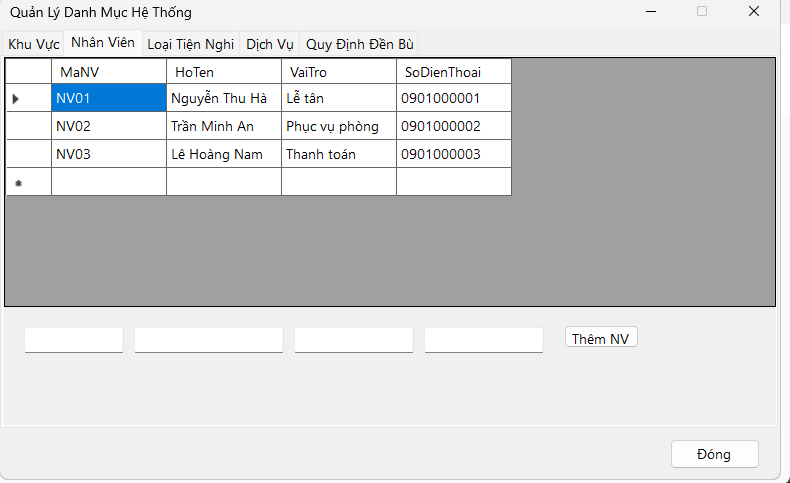 Quản Lý Danh Mục Hệ Thống
Khu Vực Nhân Viên Loại Tiện Nghi Dịch Vụ Quy Định Đền Bù
MaNV HoTen VaiTro SoDienThoai
NV01 Nguyễn Thu Hà Lễ tân 0901000001
NV02 Trần Minh An Phục vụ phòng 0901000002
NV03 Lê Hoàng Nam Thanh toán 0901000003
Thêm NV
Đóng